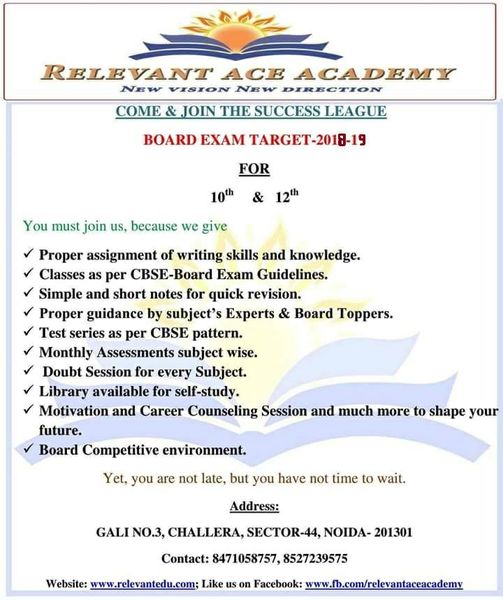 RELEVANT ACE ACADEMY
NEW VISION NEW DIRECTION
COME & JOIN THE SUCCESS LEAGUE
BOARD EXAM TARGET-2018-19
FOR
10th & 12th
You must join us, because we give
✓ Proper assignment of writing skills and knowledge.
✓ Classes as per CBSE-Board Exam Guidelines.
✓ Simple and short notes for quick revision.
✓ Proper guidance by subject's Experts & Board Toppers.
✓ Test series as per CBSE pattern.
✓ Monthly Assessments subject wise.
✓ Doubt Session for every Subject.
✓ Library available for self-study.
✓ Motivation and Career Counseling Session and much more to shape your
future.
✓ Board Competitive environment.
Yet, you are not late, but you have not time to wait.
Address:
GALI NO.3, CHALLERA, SECTOR-44, NOIDA- 201301
Contact: 8471058757, 8527239575
Website: www.relevantedu.com; Like us on Facebook: www.fb.com/relevantaceacademy